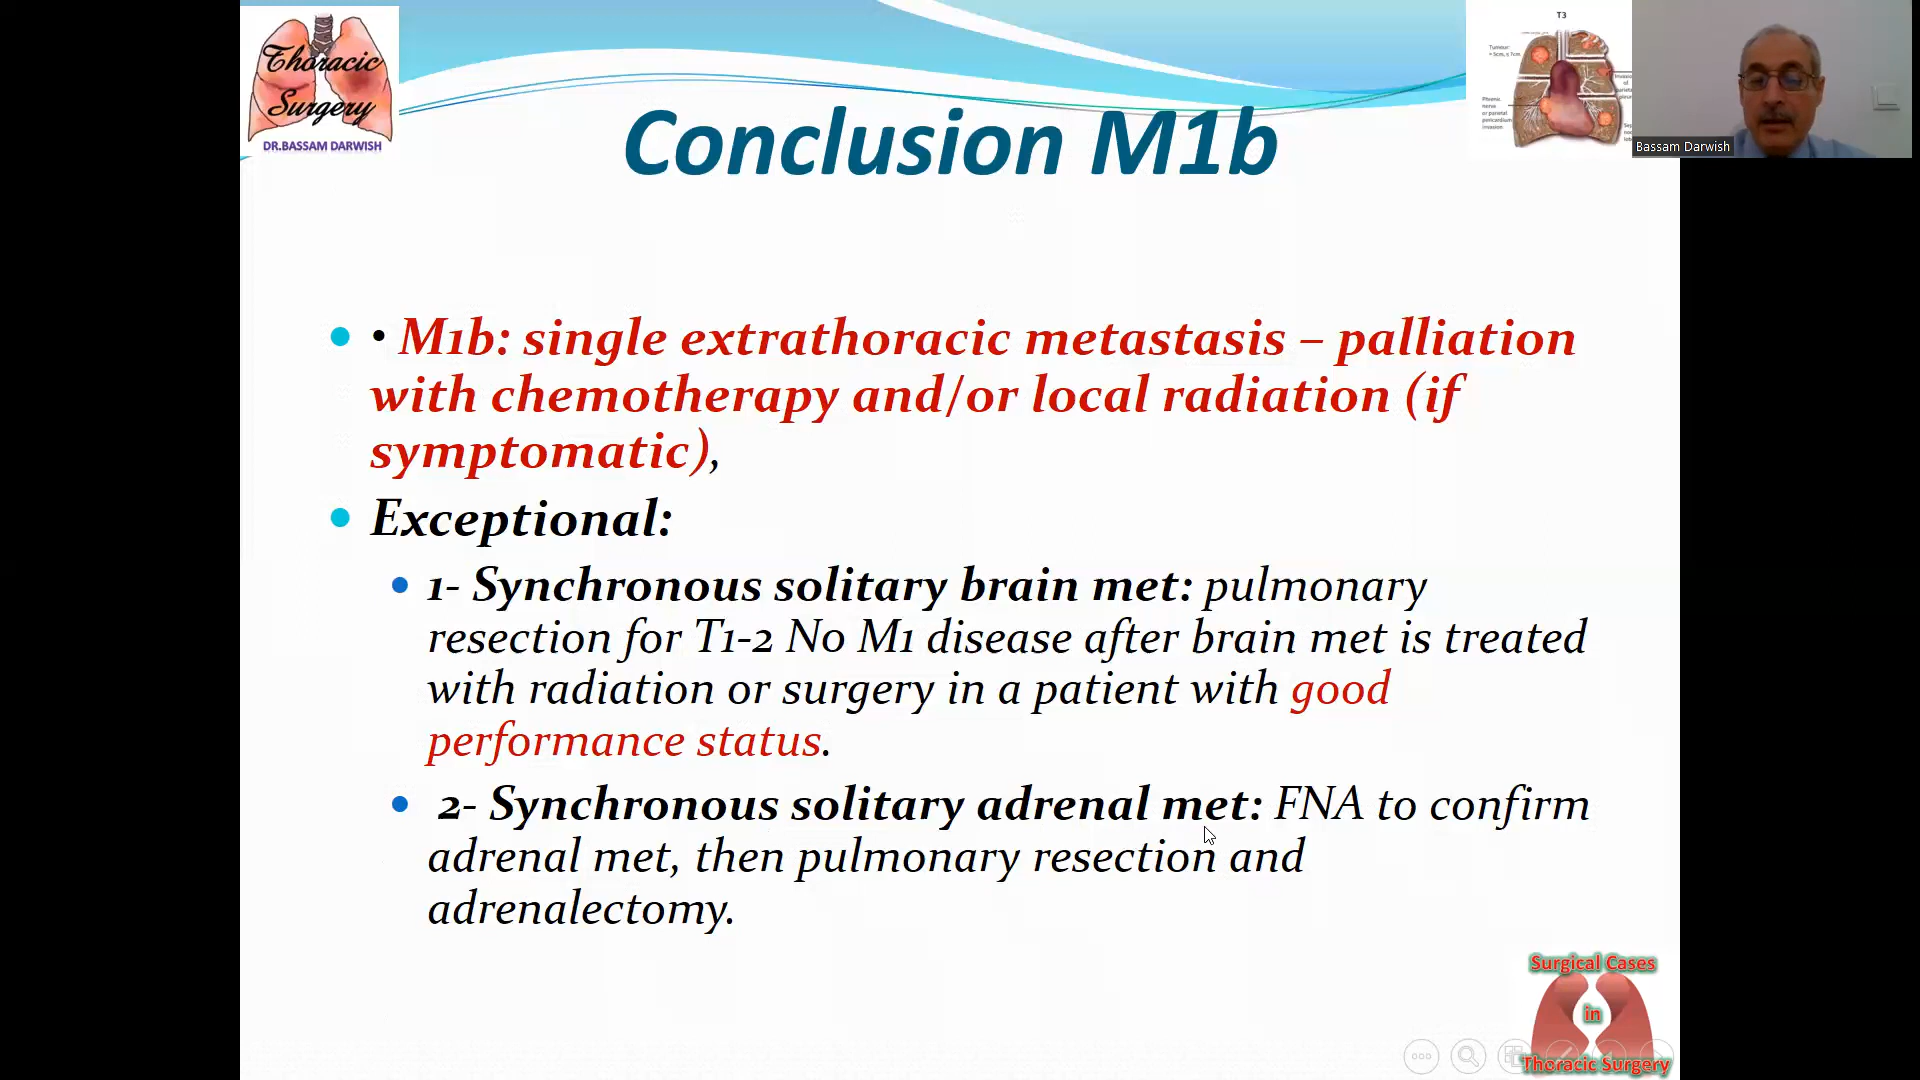 Thoracic
Surgery
DR.BASSAM DARWISH
T3
Bassam Darwish
Conclusion M1b
• M1b: single extrathoracic metastasis – palliation
with chemotherapy and/or local radiation (if
symptomatic),
Exceptional:
1- Synchronous solitary brain met: pulmonary
resection for T1-2 N0 M1 disease after brain met is treated
with radiation or surgery in a patient with good
performance status.
2- Synchronous solitary adrenal met: FNA to confirm
adrenal met, then pulmonary resection and
adrenalectomy.
Surgical Cases
in
Thoracic Surgery